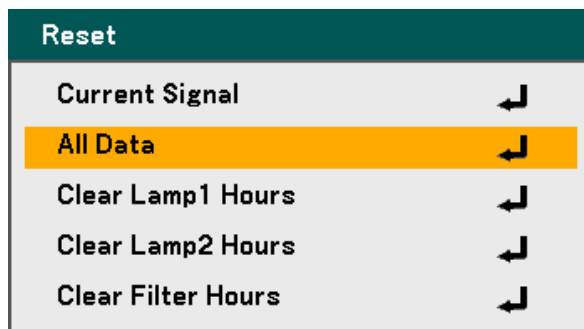 Reset
Current Signal
All Data
Clear Lamp1 Hours
Clear Lamp2 Hours
Clear Filter Hours